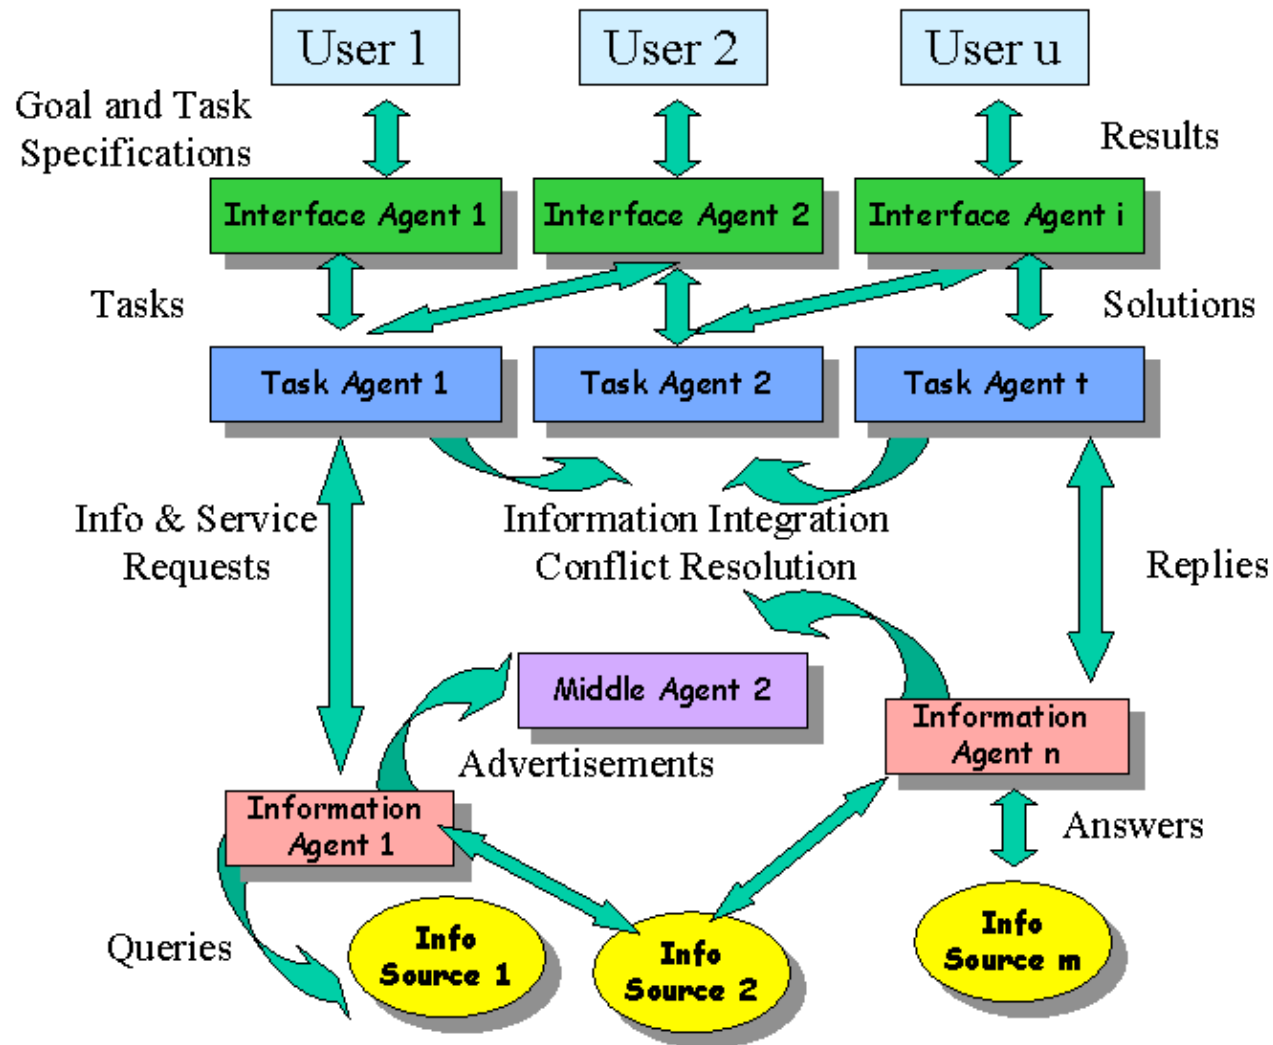 User 1
User 2
User u
Goal and Task
Specifications
Results
Interface Agent 1
Interface Agent 2
Interface Agent i
Tasks
Solutions
Task Agent 1
Task Agent 2
Task Agent t
Info & Service
Requests
Information Integration
Conflict Resolution
Replies
Middle Agent 2
Information
Agent n
Advertisements
Information
Agent 1
Answers
Queries
Info
Source 1
Info
Source 2
Info
Source m